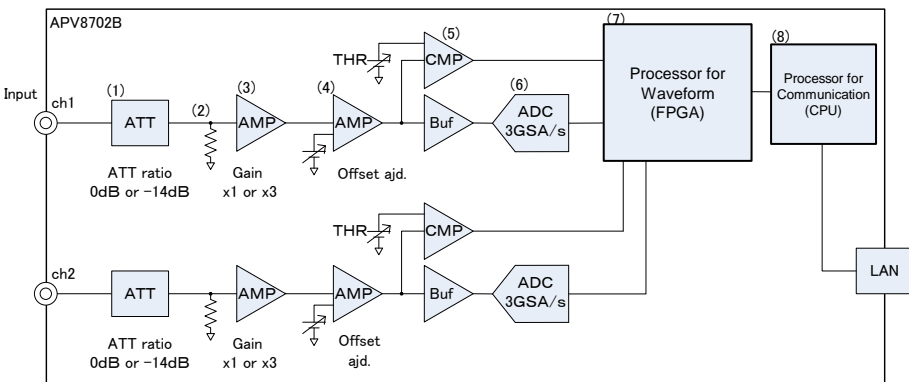 APV8702B
Input
ch1
(1)
ATT
ATT ratio
0dB or -14dB
(2)
(3)
AMP
Gain
x1 or x3
(4)
AMP
Offset ajd.
THR
(5)
CMP
Buf
(6)
ADC
3GSA/s
(7)
Processor for
Waveform
(FPGA)
(8)
Processor for
Communication
(CPU)
LAN
ch2
ATT
ATT ratio
0dB or -14dB
AMP
Gain
x1 or x3
AMP
Offset
ajd.
THR
CMP
Buf
ADC
3GSA/s